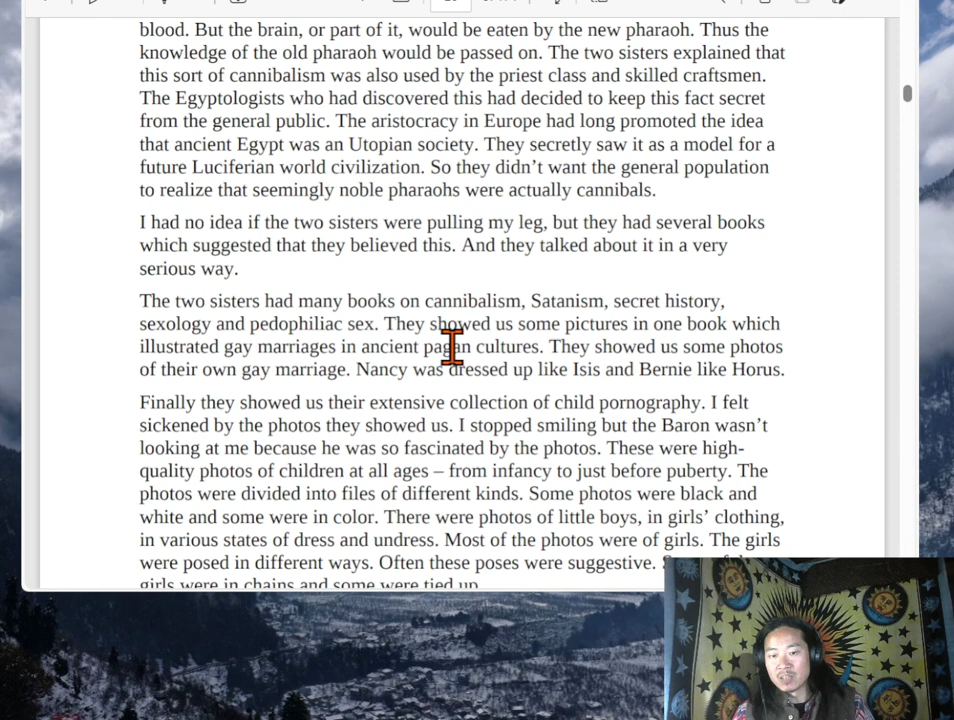 blood. But the brain, or part of it, would be eaten by the new pharaoh. Thus the
knowledge of the old pharaoh would be passed on. The two sisters explained that
this sort of cannibalism was also used by the priest class and skilled craftsmen.
The Egyptologists who had discovered this had decided to keep this fact secret
from the general public. The aristocracy in Europe had long promoted the idea
that ancient Egypt was an Utopian society. They secretly saw it as a model for a
future Luciferian world civilization. So they didn't want the general population
to realize that seemingly noble pharaohs were actually cannibals.
I had no idea if the two sisters were pulling my leg, but they had several books
which suggested that they believed this. And they talked about it in a very
serious way.
The two sisters had many books on cannibalism, Satanism, secret history,
sexology and pedophiliac sex. They showed us some pictures in one book which
illustrated gay marriages in ancient pagan cultures. They showed us some photos
of their own gay marriage. Nancy was dressed up like Isis and Bernie like Horus.
Finally they showed us their extensive collection of child pornography. I felt
sickened by the photos they showed us. I stopped smiling but the Baron wasn't
looking at me because he was so fascinated by the photos. These were high-
quality photos of children at all ages – from infancy to just before puberty. The
photos were divided into files of different kinds. Some photos were black and
white and some were in color. There were photos of little boys, in girls' clothing,
in various states of dress and undress. Most of the photos were of girls. The girls
were posed in different ways. Often these poses were suggestive.
girls were in chains and some were tied up